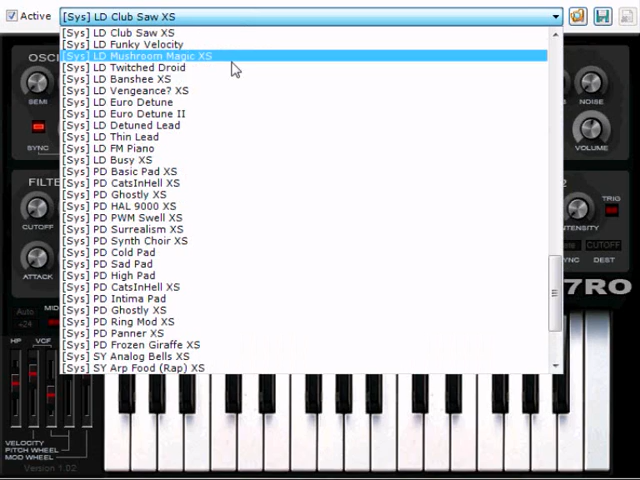 Active
[Sys] LD Club Saw XS
[Sys] LD Club Saw XS
[Sys] LD Funky Velocity
[Sys] LD Mushroom Magic XS
[Sys] LD Twitched Droid
[Sys] LD Banshee XS
[Sys] LD Vengeance? XS
[Sys] LD Euro Detune
[Sys] LD Euro Detune II
[Sys] LD Detuned Lead
[Sys] LD Thin Lead
[Sys] LD FM Piano
[Sys] LD Busy XS
[Sys] PD Basic Pad XS
[Sys] PD CatsInHell XS
[Sys] PD Ghostly XS
[Sys] PD HAL 9000 XS
[Sys] PD PWM Swell XS
[Sys] PD Surrealism XS
[Sys] PD Synth Choir XS
[Sys] PD Cold Pad
[Sys] PD Sad Pad
[Sys] PD High Pad
[Sys] PD CatsInHell XS
[Sys] PD Intima Pad
[Sys] PD Ghostly XS
[Sys] PD Ring Mod XS
[Sys] PD Panner XS
[Sys] PD Frozen Giraffe XS
[Sys] SY Analog Bells XS
[Sys] SY Arp Food (Rap) XS
OSCI
SEMI
SYNC
FILTE
CUTOFF
ATTACK
Auto
+24
MID
HP
VCF
VELOCITY
PITCH WHEEL
MOD WHEEL
Version 1.02
NOISE
VOLUME
2
TRIG
TENSITY
CUTOFF
YNC
DEST
7RO